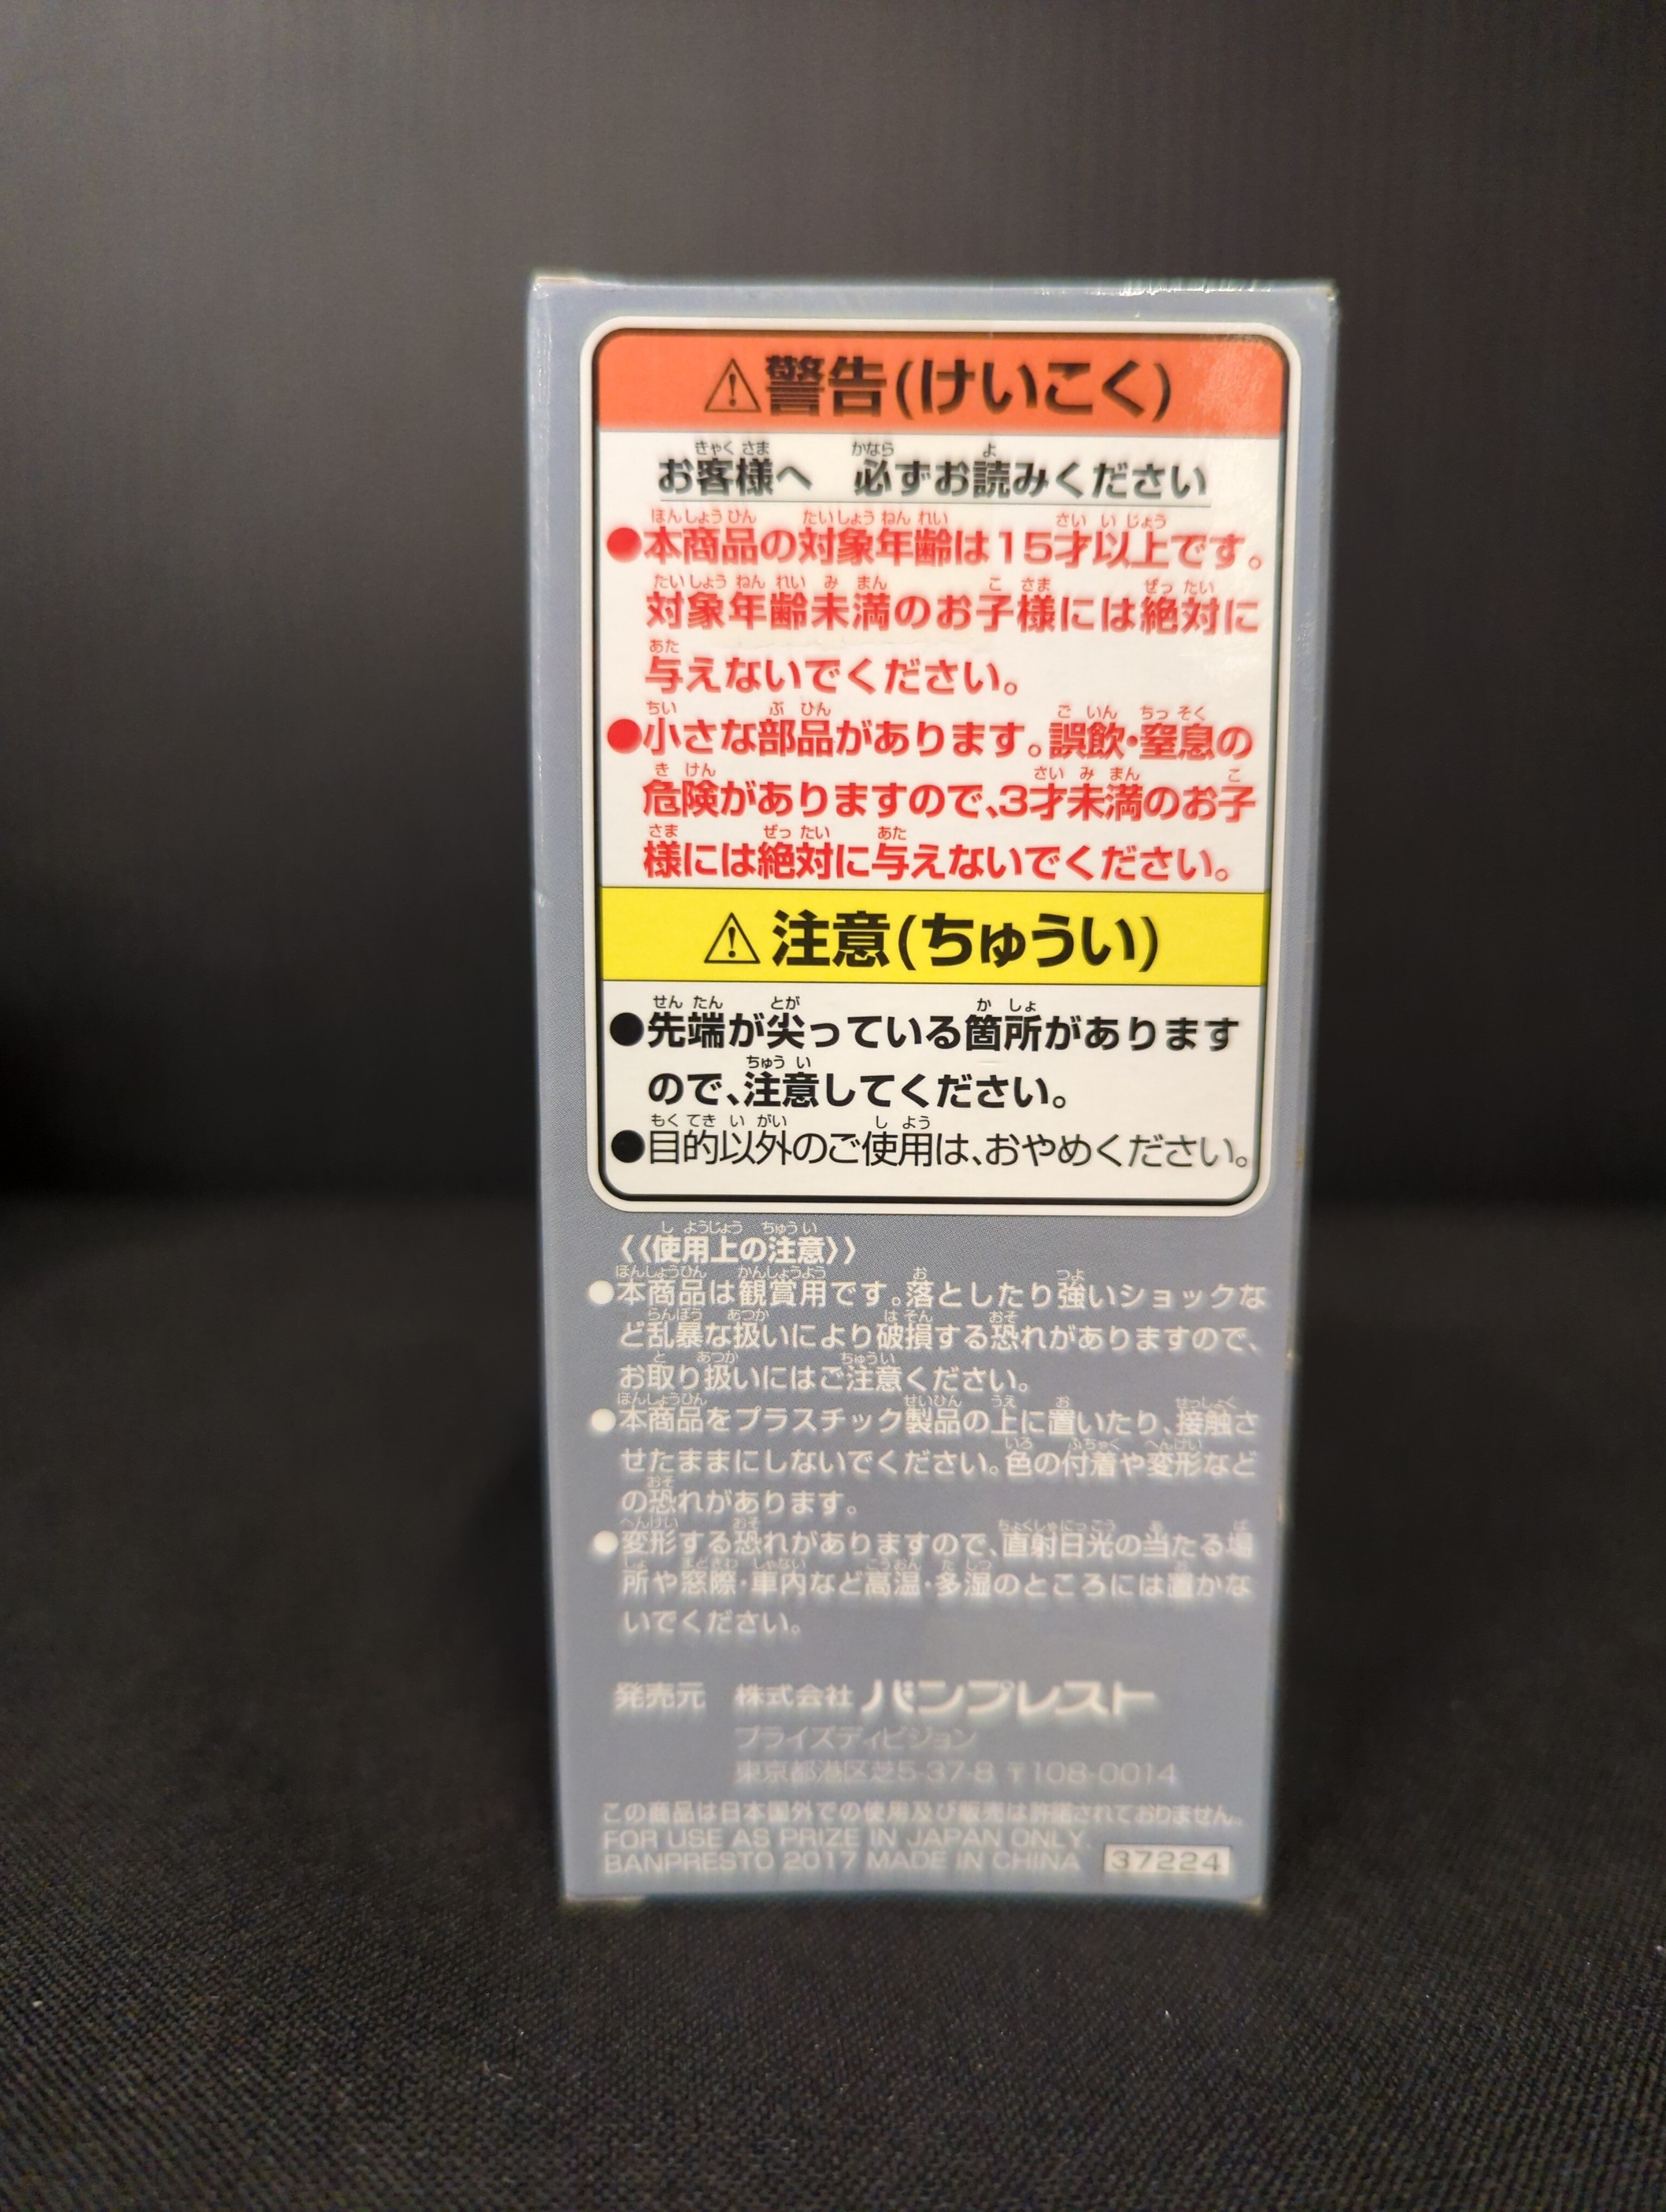 ⚠警告(けいこく)
お客様へ 必ずお読みください
●本商品の対象年齢は15才以上です。
対象年齢未満のお子様には絶対に
与えないでください。
●小さな部品があります。誤飲・窒息の
危険がありますので、3才未満のお子
様には絶対に与えないでください。
⚠注意(ちゅうい)
●先端が尖っている箇所があります
ので、注意してください。
●目的以外のご使用は、おやめください。
《使用上の注意》
●本商品は観賞用です。落としたり強いショックな
ど乱暴な扱いにより破損する恐れがありますので、
お取り扱いにはご注意ください。
●本商品をプラスチック製品の上に置いたり、接触さ
せたままにしないでください。色の付着や変形など
の恐れがあります。
●変形する恐れがありますので、直射日光の当たる場
所や窓際・車内など高温・多湿のところには置かな
いでください。
発売元 株式会社 バンプレスト
プライズディビジョン
東京都港区芝5-37-8 〒108-0014
この商品は日本国外での使用及び販売は許諾されておりません。
FOR USE AS PRIZE IN JAPAN ONLY.
BANPRESTO 2017 MADE IN CHINA 37224